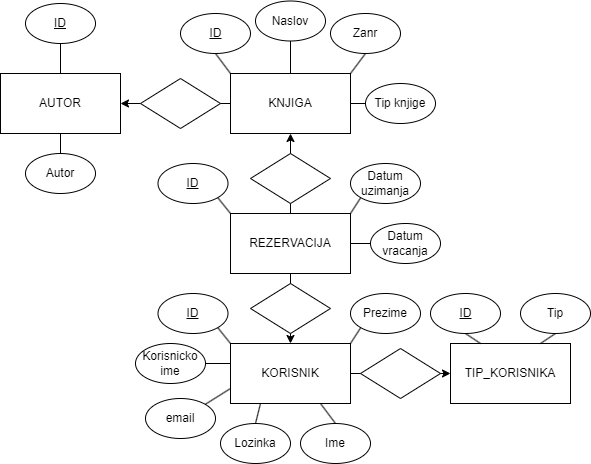 ID
Naslov
ID
Zanr
AUTOR
KNJIGA
Tip knjige
Autor
ID
Datum
uzimanja
REZERVACIJA
Datum
vracanja
ID
Prezime
ID
Tip
Korisnicko
ime
KORISNIK
TIP_KORISNIKA
email
Lozinka
Ime